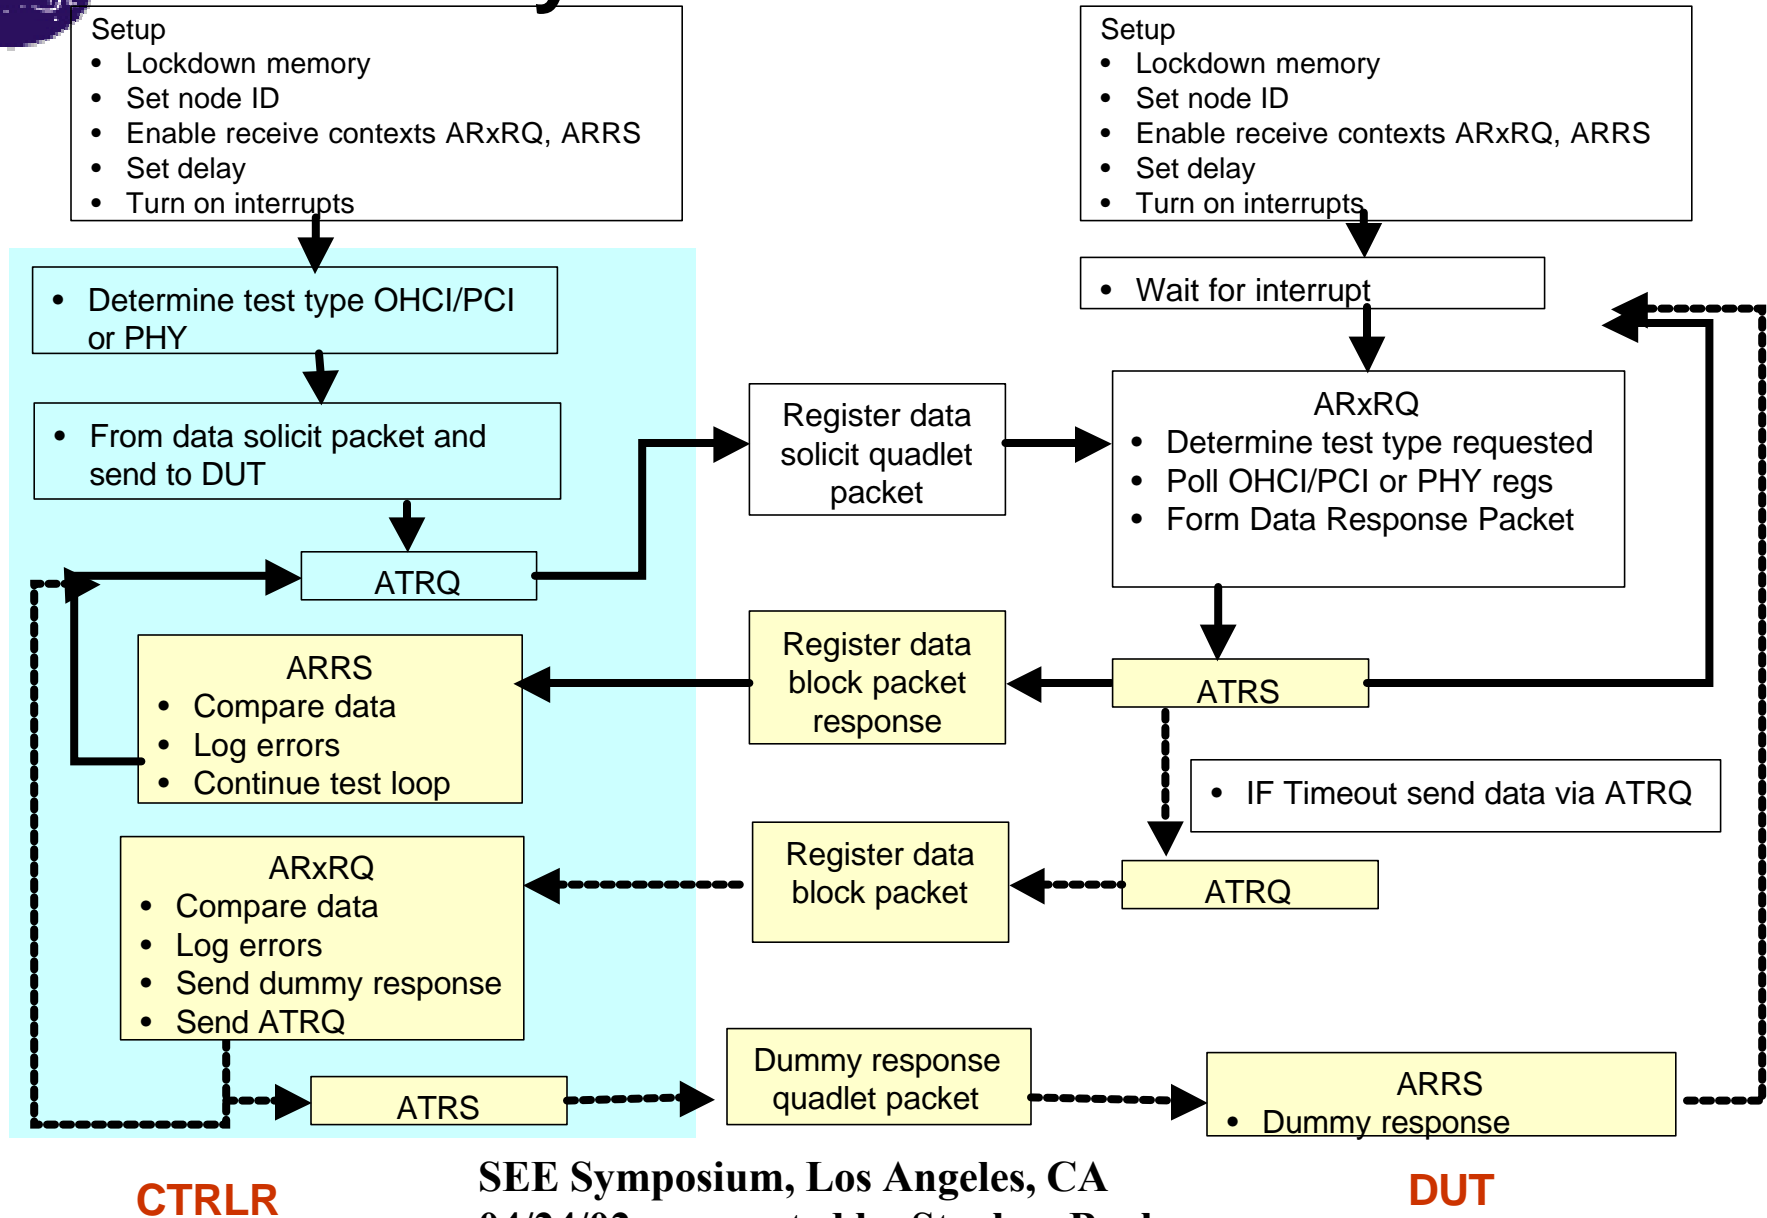 Setup
• Lockdown memory
• Set node ID
• Enable receive contexts ARxRQ, ARRS
• Set delay
• Turn on interrupts
Setup
• Lockdown memory
• Set node ID
• Enable receive contexts ARxRQ, ARRS
• Set delay
• Turn on interrupts
• Determine test type OHCI/PCI
or PHY
• Wait for interrupt
• From data solicit packet and
send to DUT
Register data
solicit quadlet
packet
ARxRQ
• Determine test type requested
• Poll OHCI/PCI or PHY regs
• Form Data Response Packet
ATRQ
ARRS
• Compare data
• Log errors
• Continue test loop
Register data
block packet
response
ATRS
• IF Timeout send data via ATRQ
ARxRQ
• Compare data
• Log errors
• Send dummy response
• Send ATRQ
Register data
block packet
ATRQ
ATRS
Dummy response
quadlet packet
ARRS
• Dummy response
CTRLR
SEE Symposium, Los Angeles, CA
DUT